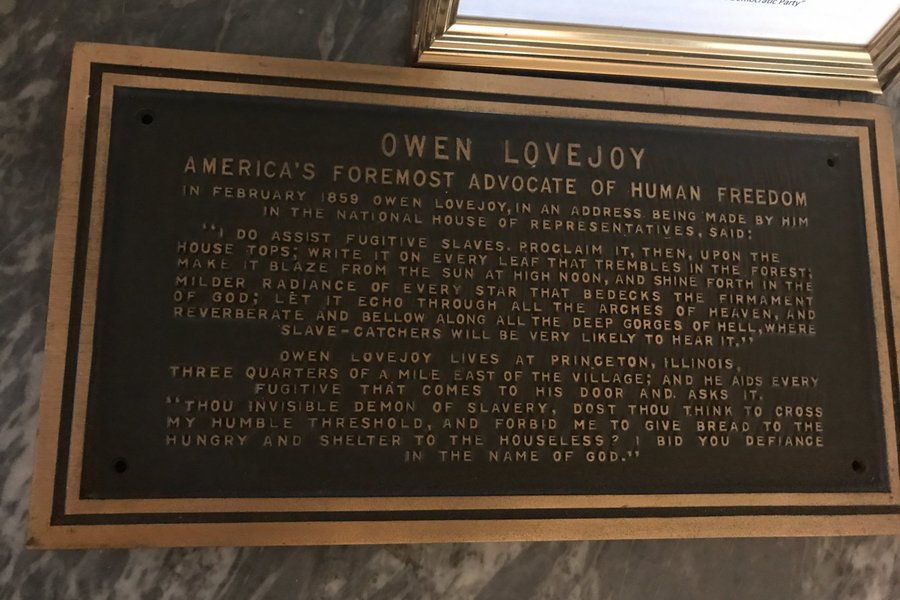 Democratic Party"
OWEN LOVEJOY
AMERICA'S FOREMOST ADVOCATE OF HUMAN FREEDOM
IN FEBRUARY 1859 OWEN LOVEJOY, IN AN ADDRESS BEING MADE BY HIM
IN THE NATIONAL HOUSE OF REPRESENTATIVES, SAID:
"I DO ASSIST FUGITIVE SLAVES. PROCLAIM IT, THEN, UPON THE
HOUSE TOPS; WRITE IT ON EVERY LEAF THAT TREMBLES IN THE FOREST;
MAKE IT BLAZE FROM THE SUN AT HIGH NOON, AND SHINE FORTH IN THE
MILDER RADIANCE OF EVERY STAR THAT BEDECKS THE FIRMAMENT
OF GOD; LET IT ECHO THROUGH ALL THE ARCHES OF HEAVEN, AND
REVERBERATE AND BELLOW ALONG ALL THE DEEP GORGES OF HELL, WHERE
SLAVE-CATCHERS WILL BE VERY LIKELY TO HEAR IT."
OWEN LOVEJOY LIVES AT PRINCETON, ILLINOIS,
THREE QUARTERS OF A MILE EAST OF THE VILLAGE; AND HE AIDS EVERY
FUGITIVE THAT COMES TO HIS DOOR AND ASKS IT.
"THOU INVISIBLE DEMON OF SLAVERY, DOST THOU THINK TO CROSS
MY HUMBLE THRESHOLD, AND FORBID ME TO GIVE BREAD TO THE
HUNGRY AND SHELTER TO THE HOUSELESS? I BID YOU DEFIANCE
IN THE NAME OF GOD."